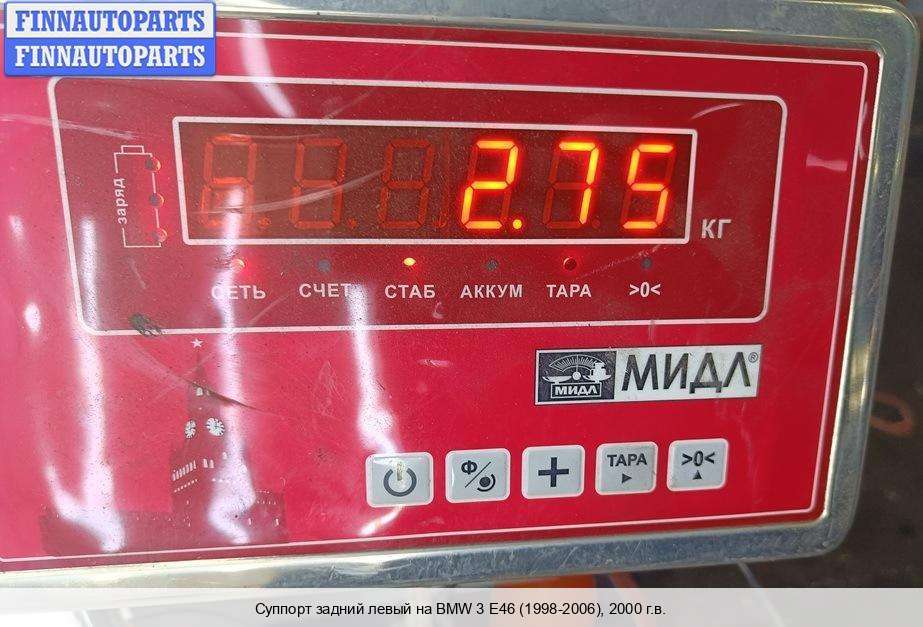 FINNAUTOPARTS
FINNAUTOPARTS
заряд
2.75
КГ
СЕТЬ СЧЕТ СТАБ АККУМ ТАРА >0<
МИДЛ МИДЛ®
Ф ТАРА >0<
Суппорт задний левый на BMW 3 E46 (1998-2006), 2000 г.в.